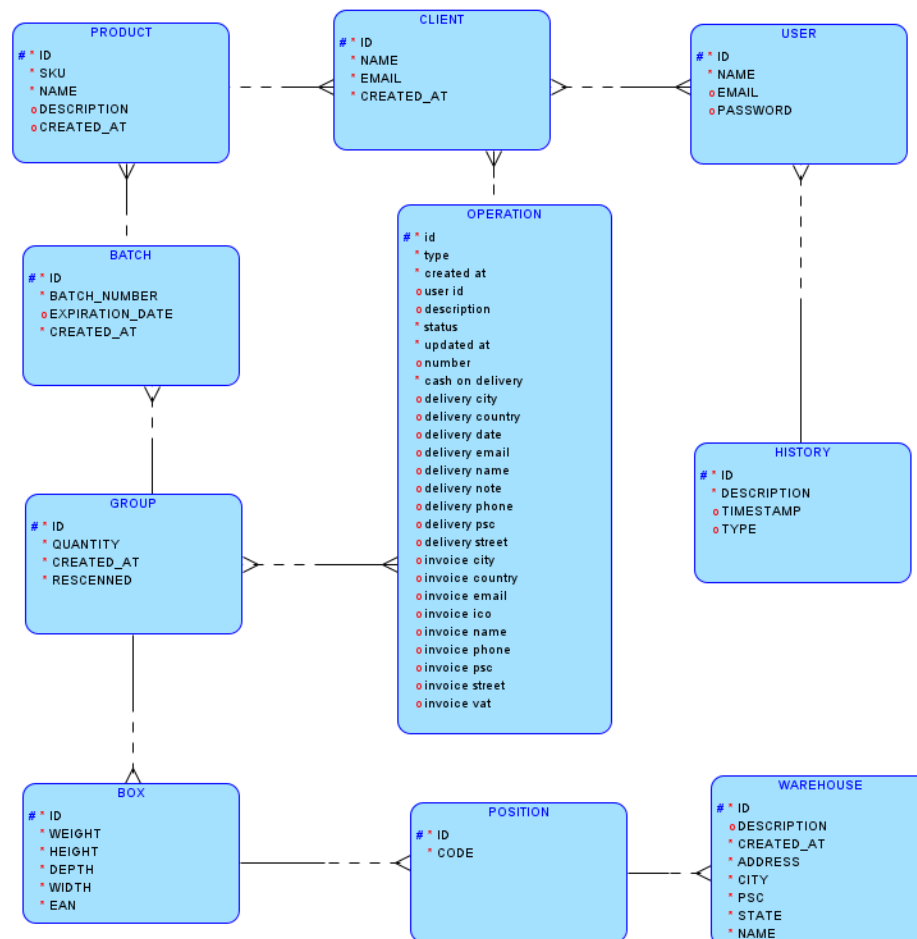 PRODUCT
# * ID
* SKU
* NAME
o DESCRIPTION
o CREATED_AT
CLIENT
# * ID
* NAME
* EMAIL
* CREATED_AT
USER
# * ID
* NAME
o EMAIL
o PASSWORD
BATCH
# * ID
* BATCH_NUMBER
o EXPIRATION_DATE
* CREATED_AT
OPERATION
# * id
* type
* created at
o user id
o description
* status
* updated at
o number
* cash on delivery
o delivery city
o delivery country
o delivery date
o delivery email
o delivery name
o delivery note
o delivery phone
o delivery psc
o delivery street
o invoice city
o invoice country
o invoice email
o invoice ico
o invoice name
o invoice phone
o invoice psc
o invoice street
o invoice vat
HISTORY
# * ID
* DESCRIPTION
o TIMESTAMP
o TYPE
GROUP
# * ID
* QUANTITY
* CREATED_AT
* RESCENNED
BOX
# * ID
* WEIGHT
* HEIGHT
* DEPTH
* WIDTH
* EAN
POSITION
# * ID
* CODE
WAREHOUSE
# * ID
o DESCRIPTION
* CREATED_AT
* ADDRESS
* CITY
* PSC
* STATE
* NAME